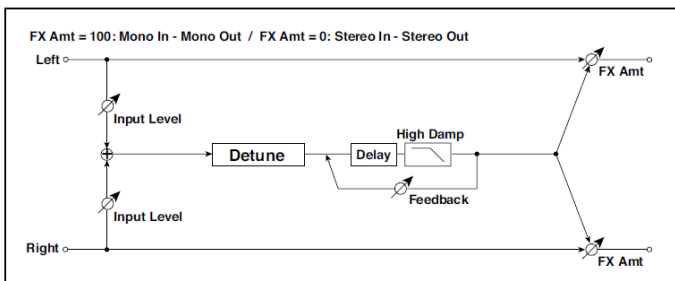 FX Amt = 100: Mono In - Mono Out / FX Amt = 0: Stereo In - Stereo Out
Left
FX Amt
Input Level
High Damp
Detune
Delay
Feedback
Input Level
Right
FX Amt